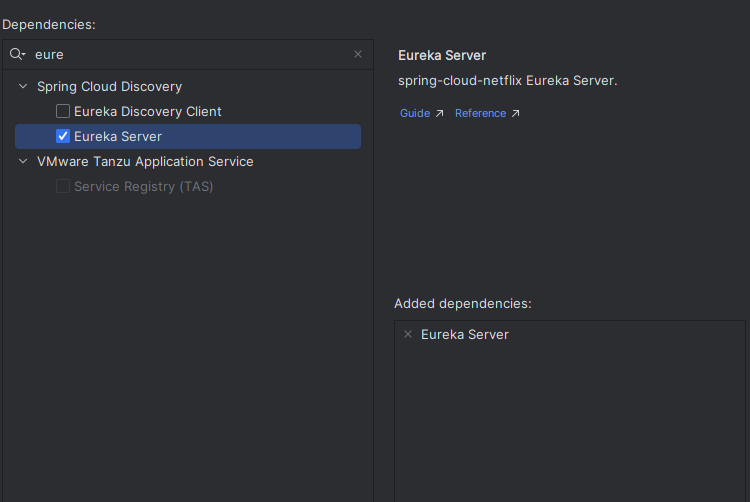 Dependencies:
eure
Spring Cloud Discovery
Eureka Discovery Client
Eureka Server
VMware Tanzu Application Service
Service Registry (TAS)
Eureka Server
spring-cloud-netflix Eureka Server.
Guide ↗ Reference ↗
Added dependencies:
Eureka Server